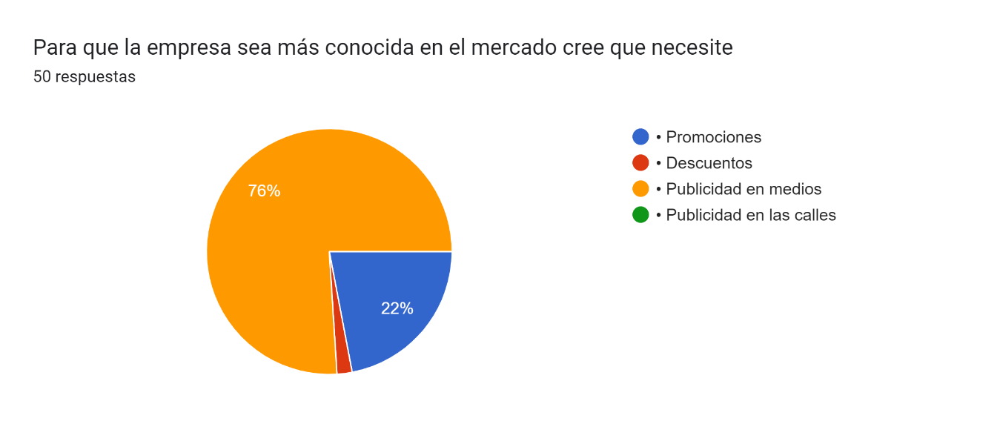 Para que la empresa sea más conocida en el mercado cree que necesite
50 respuestas
76%
22%
• Promociones
• Descuentos
• Publicidad en medios
• Publicidad en las calles